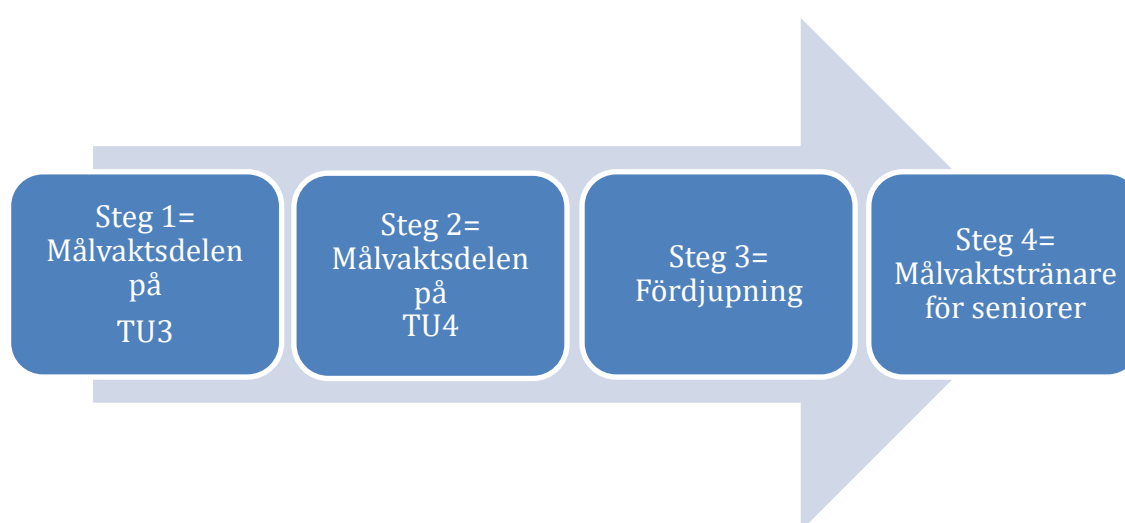 Steg 1=
Målvaktsdelen
på
TU3
Steg 2=
Målvaktsdelen
på
TU4
Steg 3=
Fördjupning
Steg 4=
Målvaktstränare
för seniorer